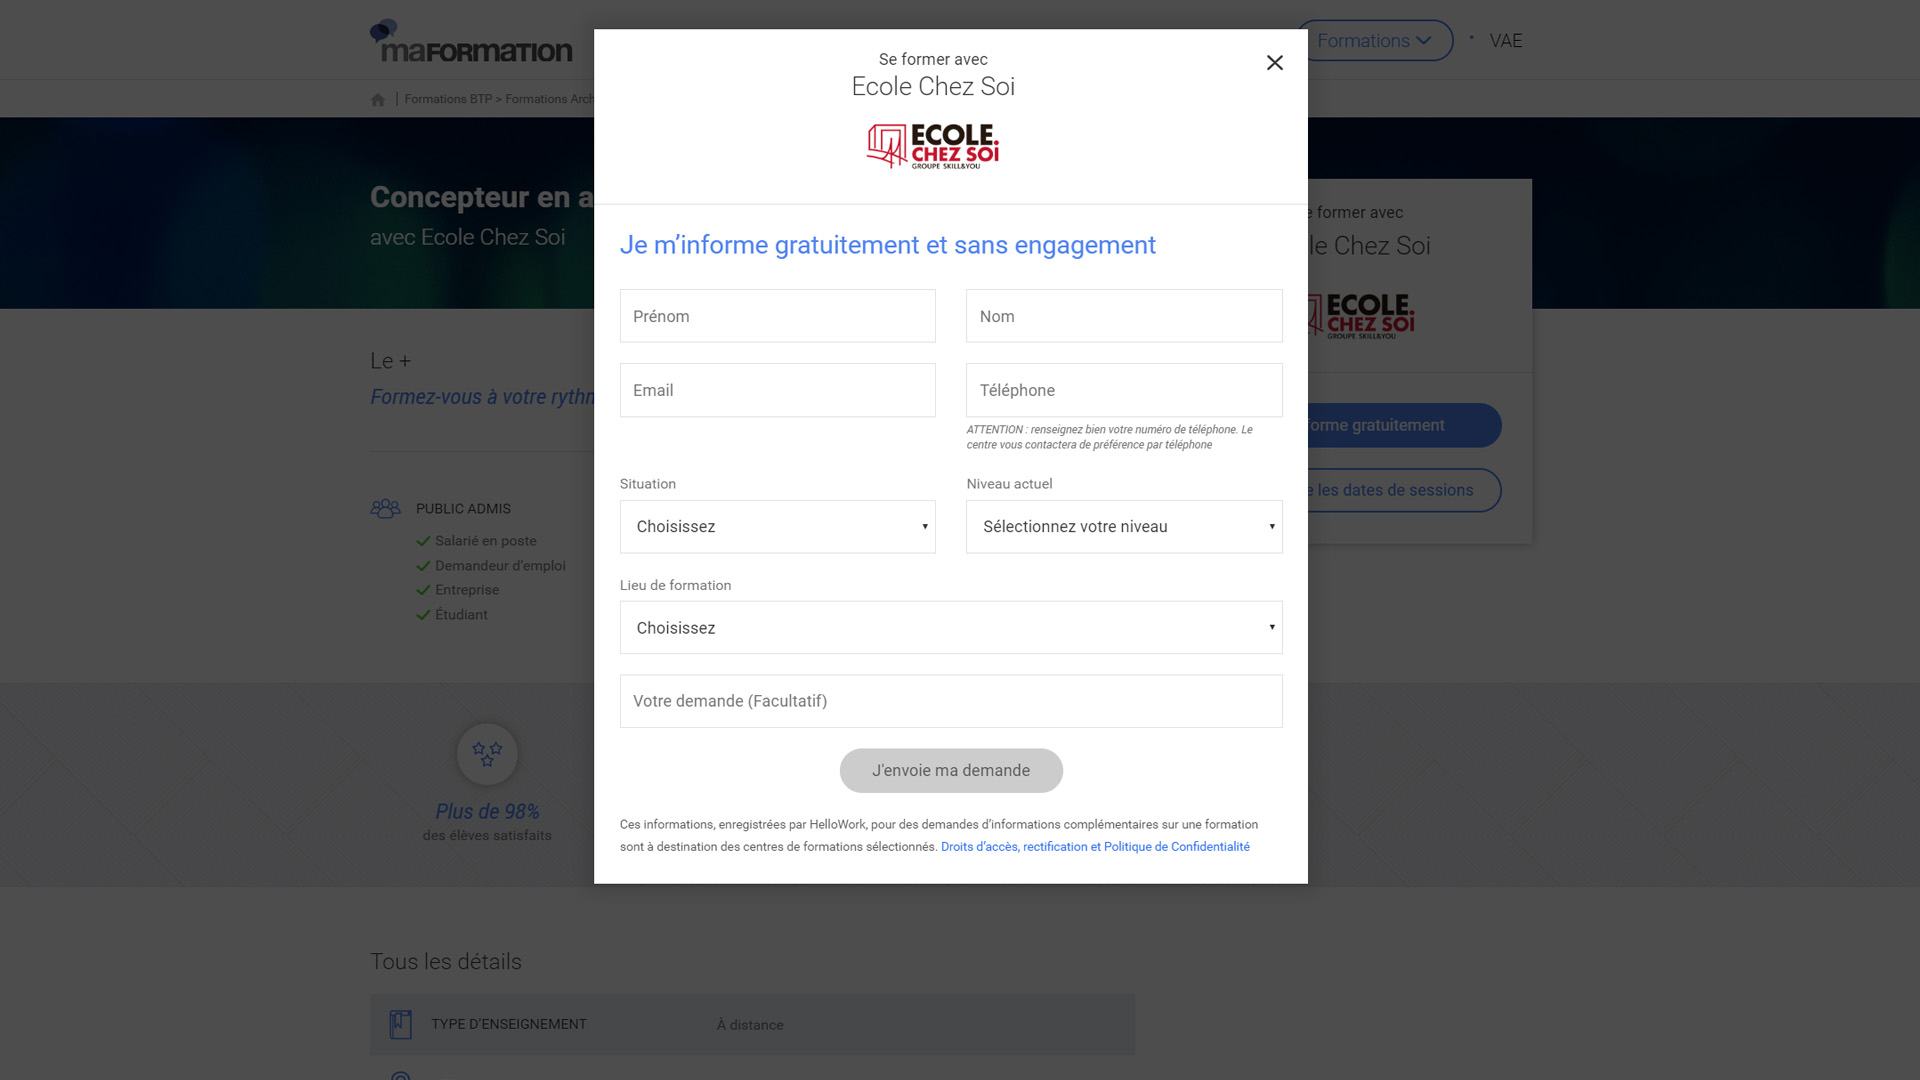 maFORMaTION
Formations
VAE
Formations BTP > Formations Arch
Concepteur en a
avec Ecole Chez Soi
Le +
Formez-vous à votre rythm
PUBLIC ADMIS
Salarié en poste
Demandeur d'emploi
Entreprise
Étudiant
Plus de 98%
des élèves satisfaits
Tous les détails
TYPE D'ENSEIGNEMENT
À distance
Se former avec
Ecole Chez Soi
ECOLE.
CHEZ SOI
GROUPE SKILL&YOU
Je m'informe gratuitement et sans engagement
Prénom
Nom
Email
Téléphone
ATTENTION : renseignez bien votre numéro de téléphone. Le
centre vous contactera de préférence par téléphone
Situation
Niveau actuel
Choisissez
Sélectionnez votre niveau
Lieu de formation
Choisissez
Votre demande (Facultatif)
J'envoie ma demande
Ces informations, enregistrées par HelloWork, pour des demandes d'informations complémentaires sur une formation
sont à destination des centres de formations sélectionnés. Droits d'accès, rectification et Politique de Confidentialité
e former avec
le Chez Soi
ECOLE.
CHEZ SOI
GROUPE SKILL&YOU
forme gratuitement
e les dates de sessions